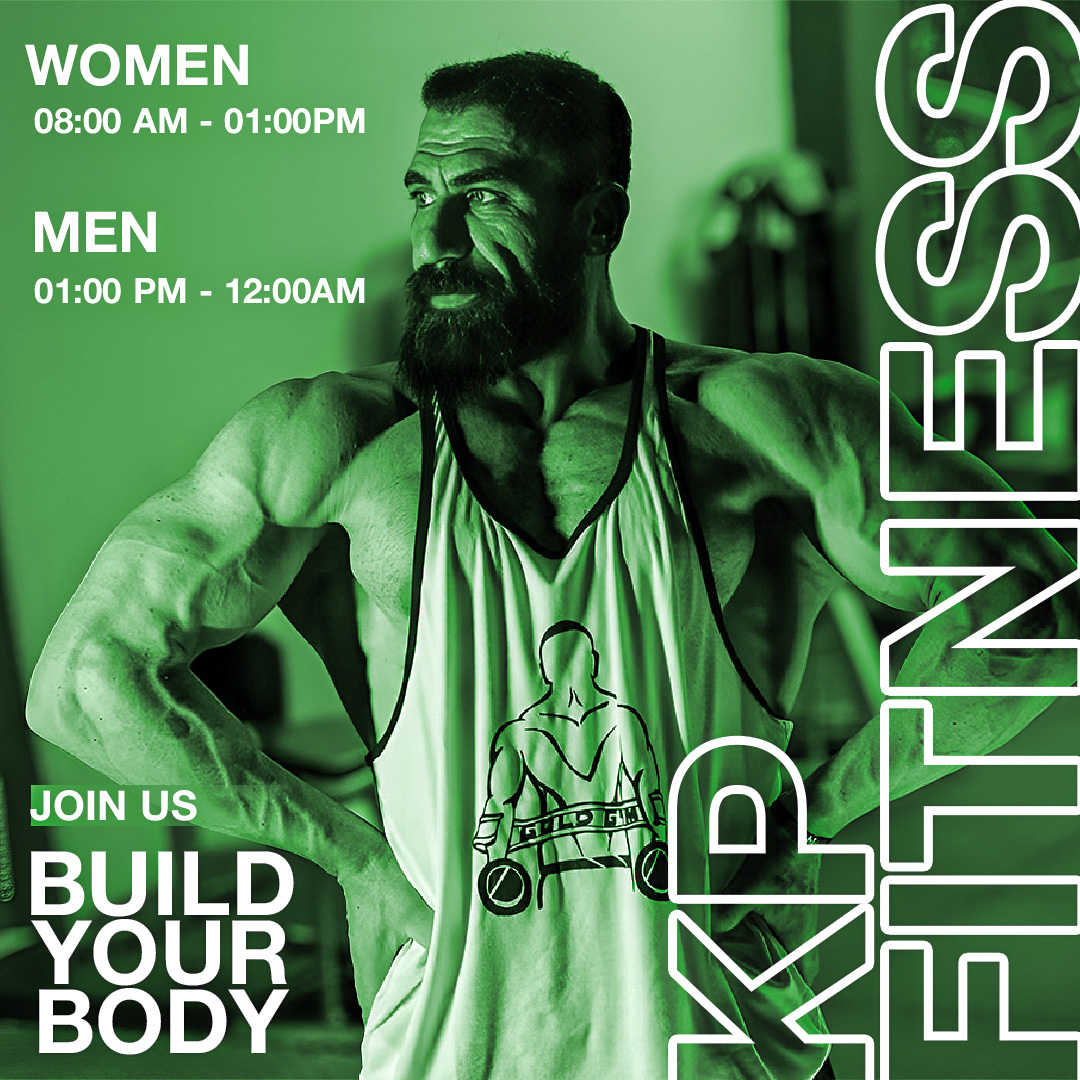 WOMEN
08:00 AM - 01:00PM
MEN
01:00 PM - 12:00AM
JOIN US
BUILD
YOUR
BODY
KP
FITNESS
GOLD GYM